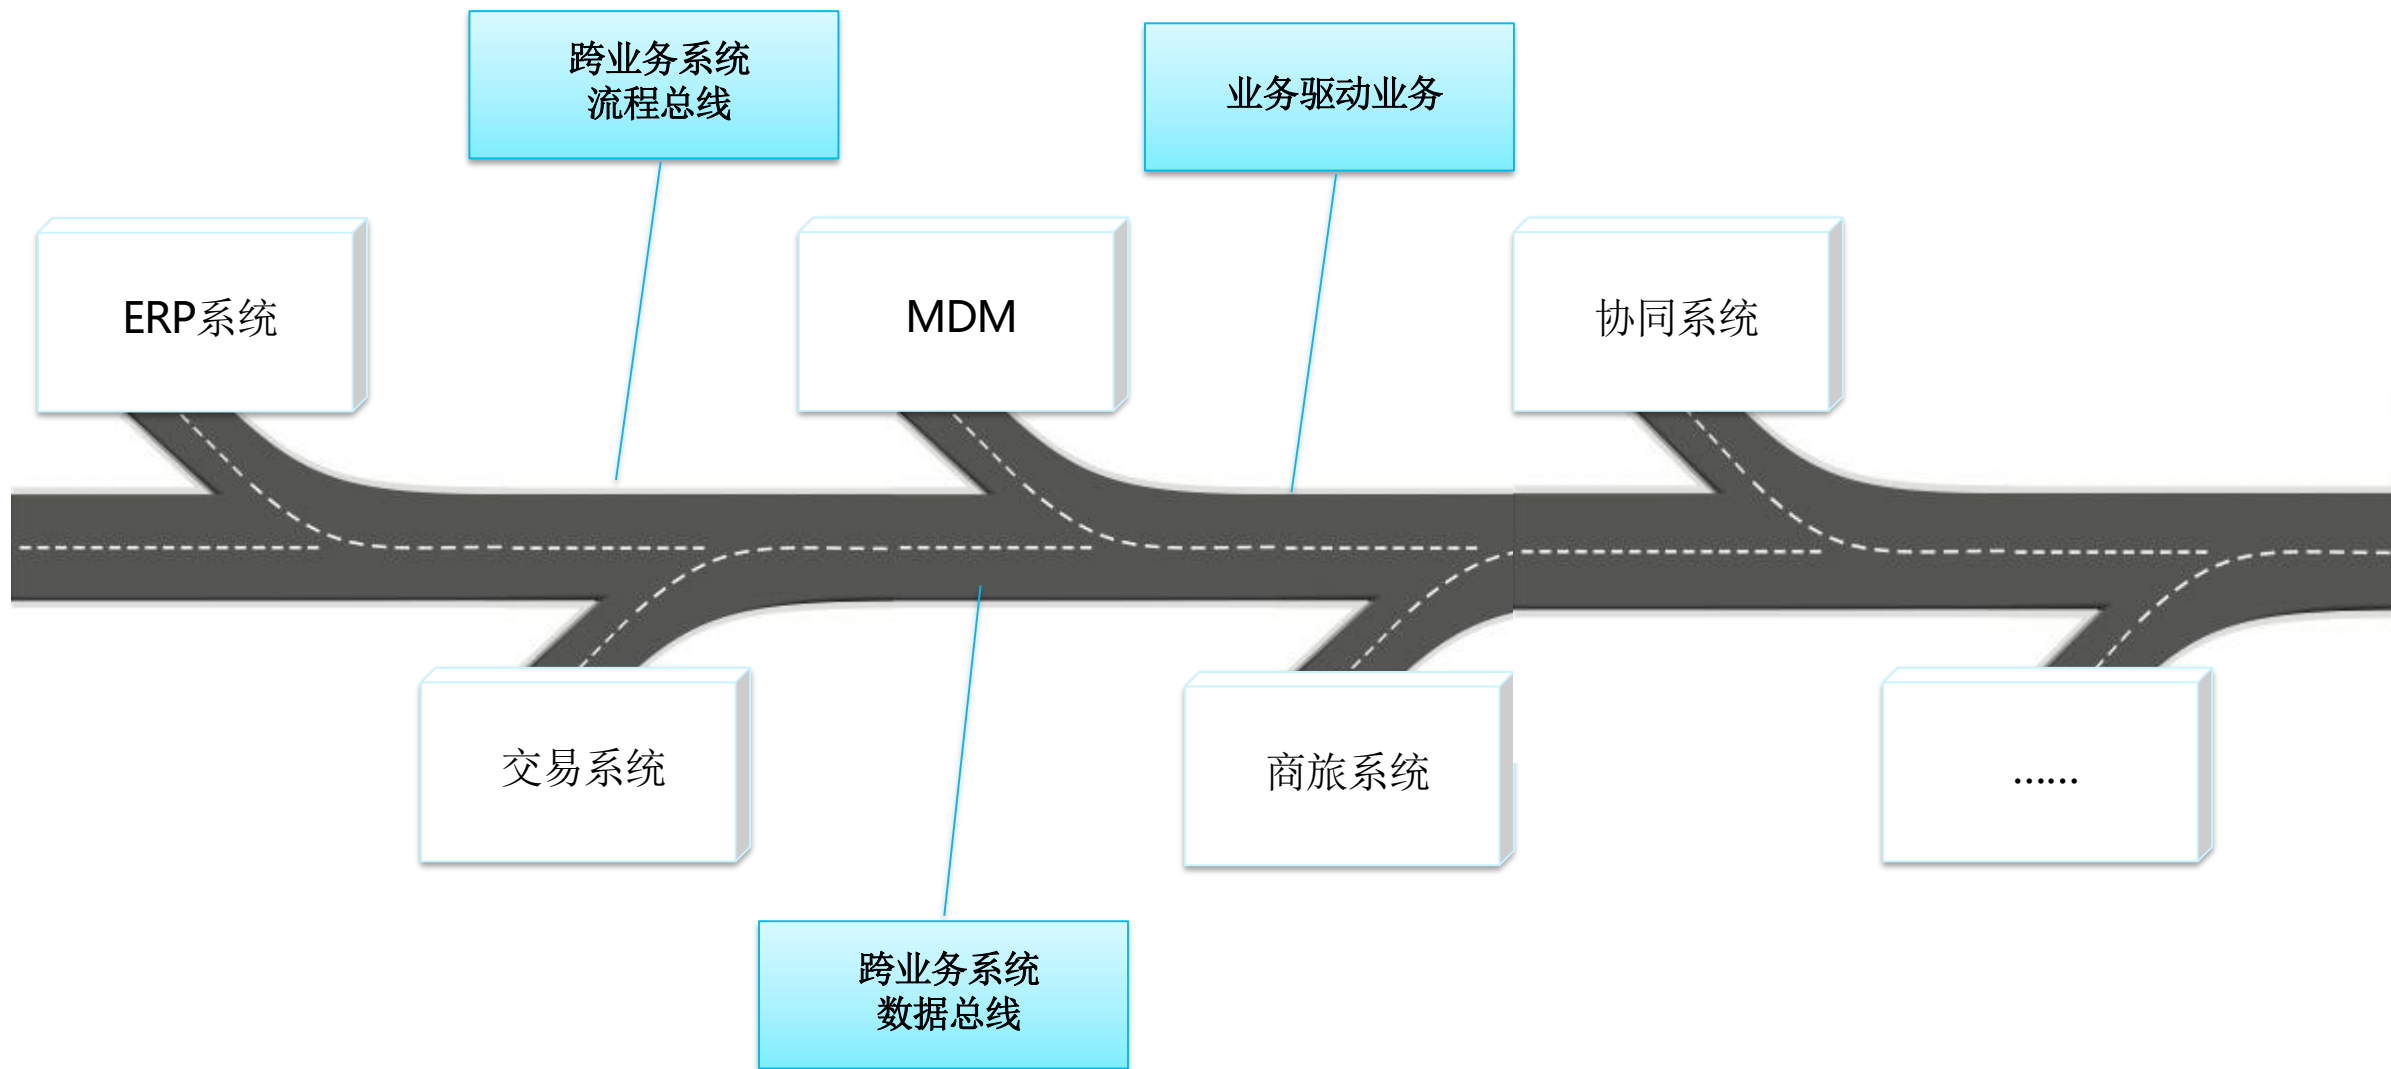 跨业务系统
流程总线
业务驱动业务
ERP系统
MDM
协同系统
交易系统
商旅系统
......
跨业务系统
数据总线